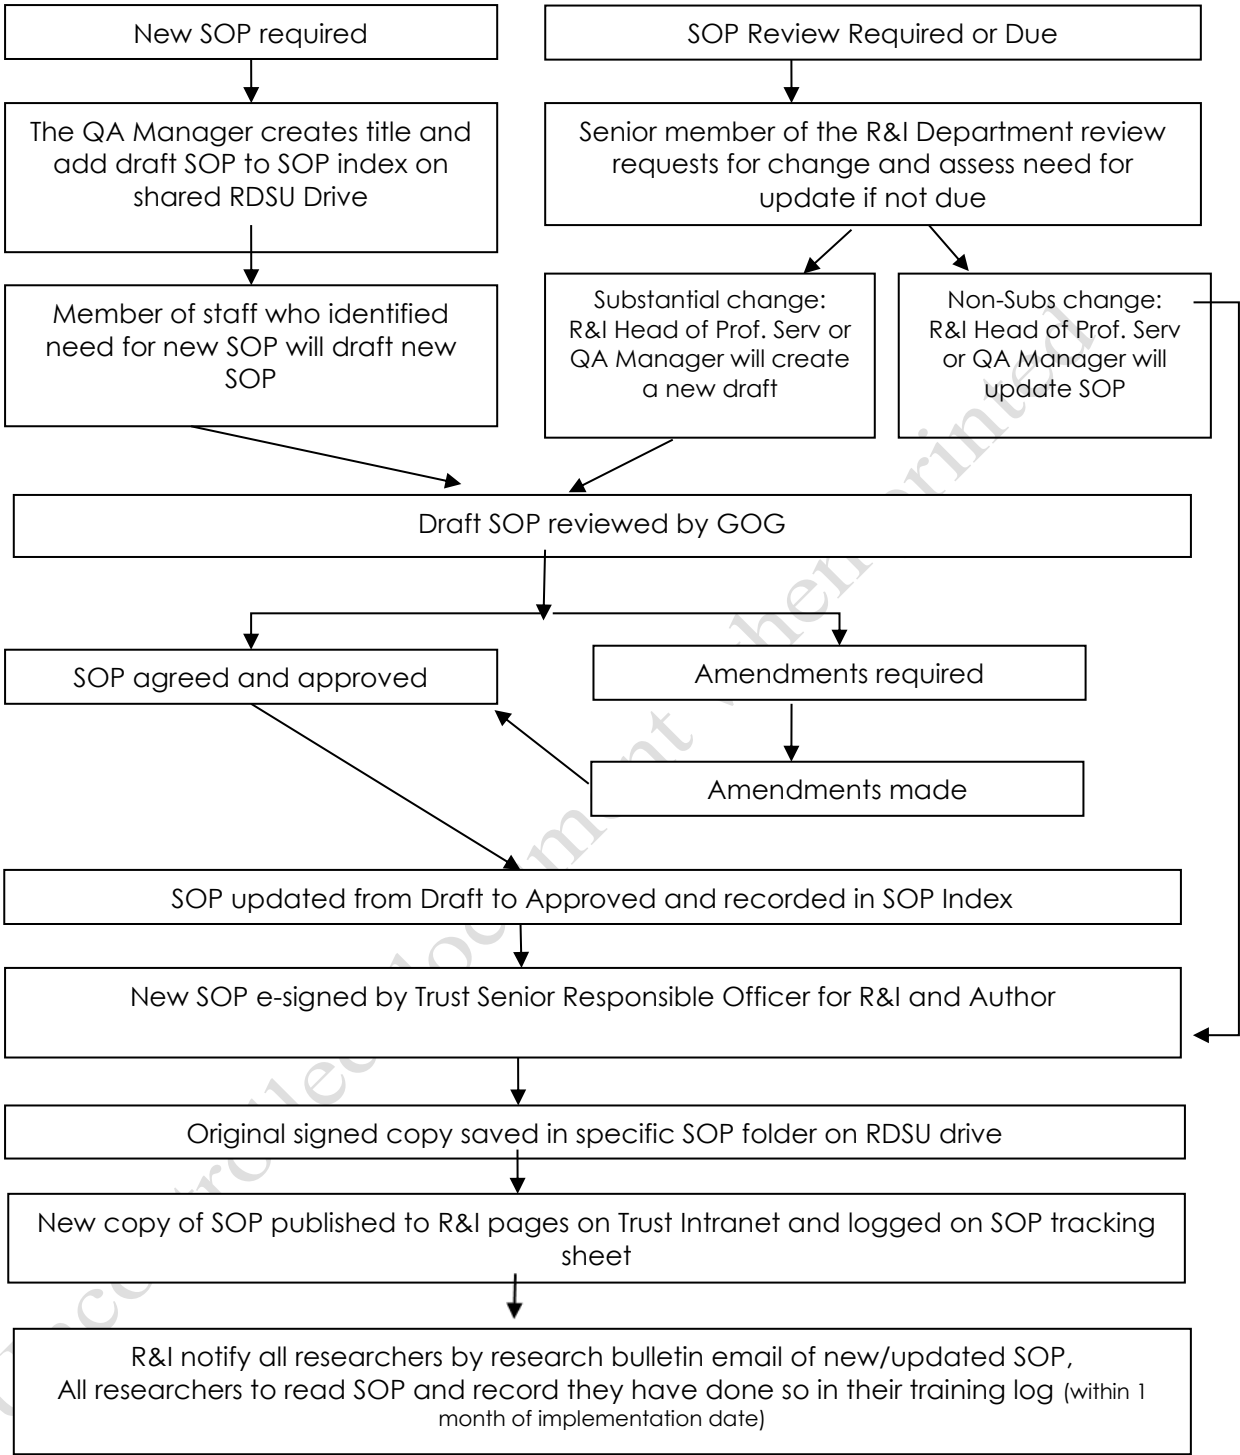 New SOP required
SOP Review Required or Due
The QA Manager creates title and
add draft SOP to SOP index on
shared RDSU Drive
Senior member of the R&I Department review
requests for change and assess need for
update if not due
Member of staff who identified
need for new SOP will draft new
SOP
Substantial change:
R&I Head of Prof. Serv or
QA Manager will create
a new draft
Non-Subs change:
R&I Head of Prof. Serv
or QA Manager will
update SOP
Draft SOP reviewed by GOG
SOP agreed and approved
Amendments required
Amendments made
SOP updated from Draft to Approved and recorded in SOP Index
New SOP e-signed by Trust Senior Responsible Officer for R&I and Author
Original signed copy saved in specific SOP folder on RDSU drive
New copy of SOP published to R&I pages on Trust Intranet and logged on SOP tracking
sheet
R&I notify all researchers by research bulletin email of new/updated SOP,
All researchers to read SOP and record they have done so in their training log (within 1
month of implementation date)